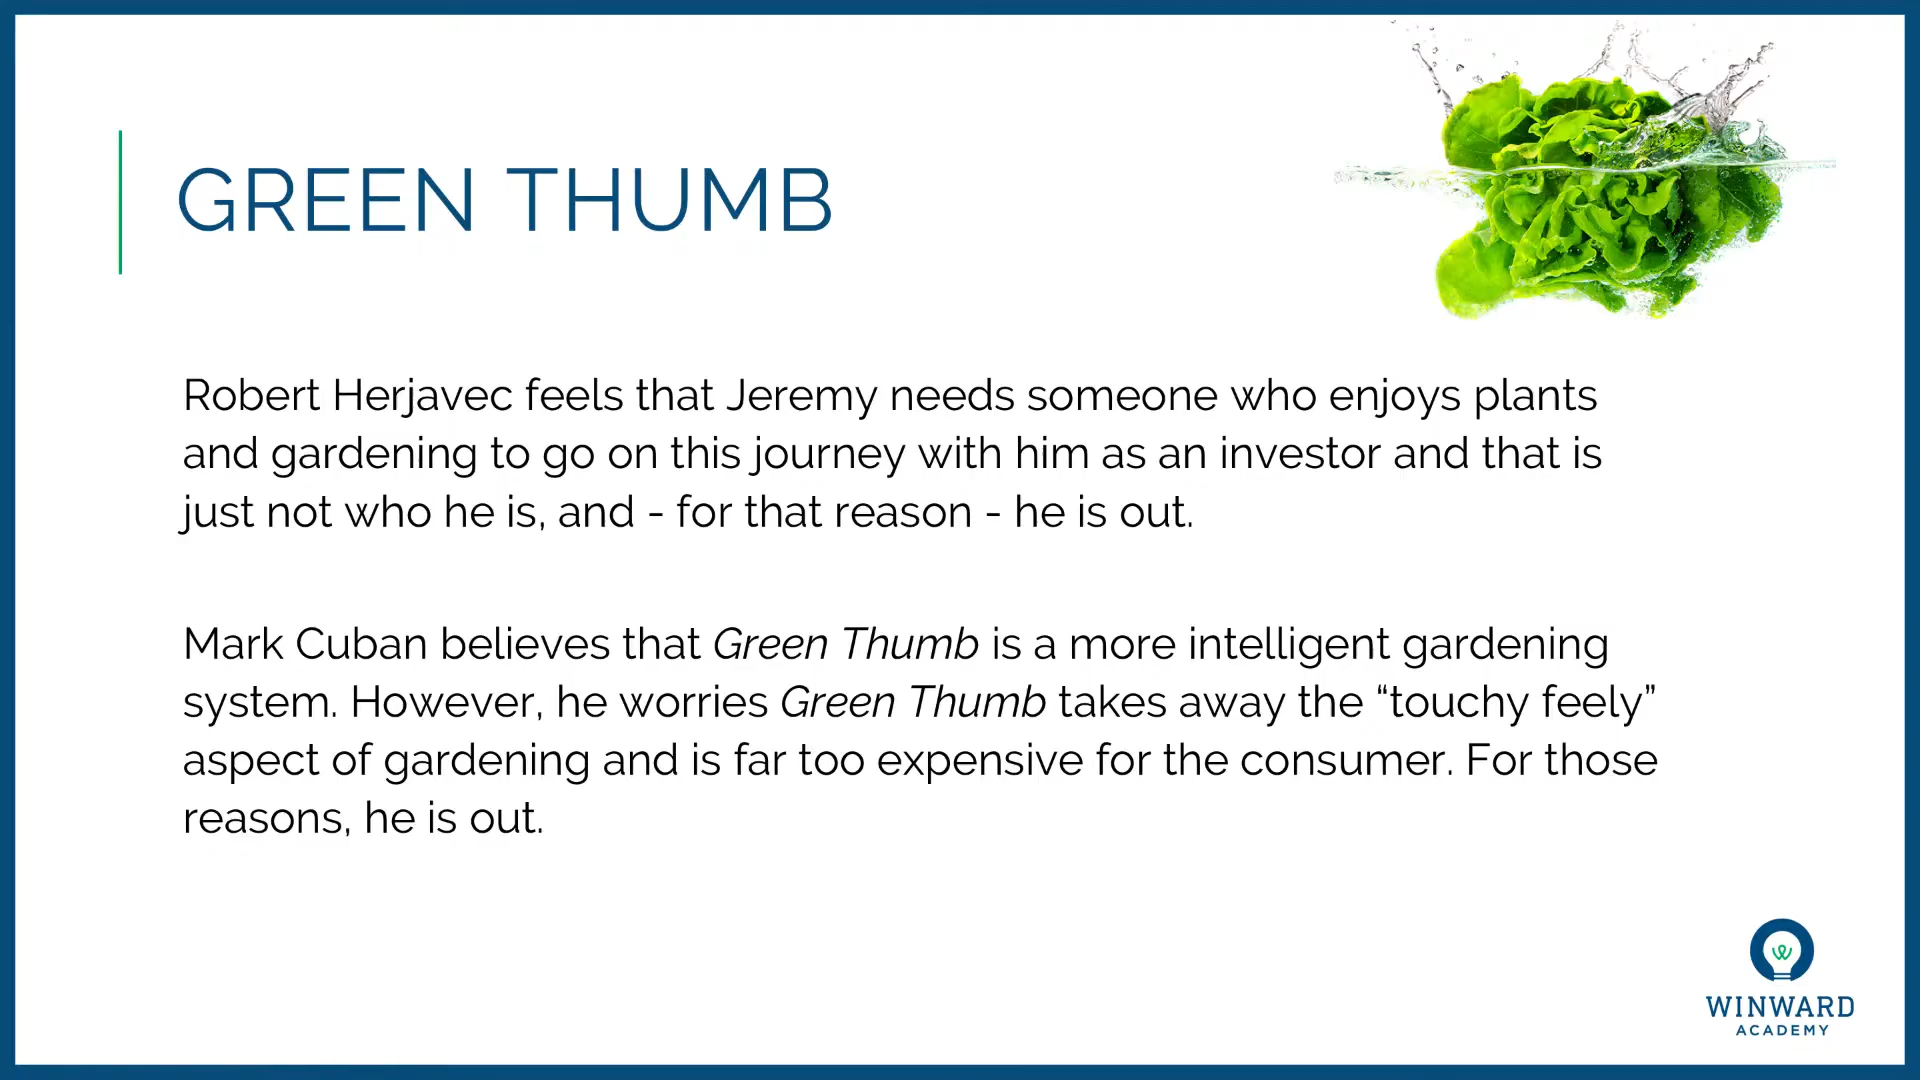 GREEN THUMB
Robert Herjavec feels that Jeremy needs someone who enjoys plants
and gardening to go on this journey with him as an investor and that is
just not who he is, and - for that reason - he is out.
Mark Cuban believes that Green Thumb is a more intelligent gardening
system. However, he worries Green Thumb takes away the “touchy feely”
aspect of gardening and is far too expensive for the consumer. For those
reasons, he is out.
WINWARD
ACADEMY